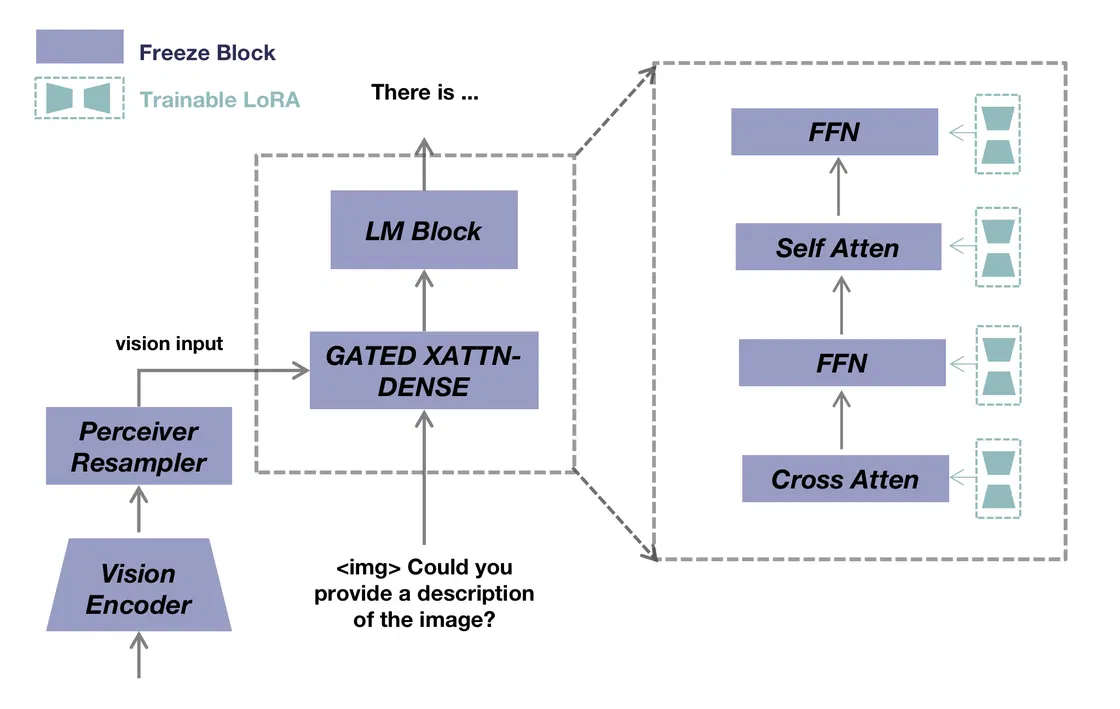 Freeze Block
Trainable LoRA
There is ...
LM Block
GATED XATTN-
DENSE
vision input
Perceiver
Resampler
Vision
Encoder
<img> Could you
provide a description
of the image?
FFN
Self Atten
FFN
Cross Atten